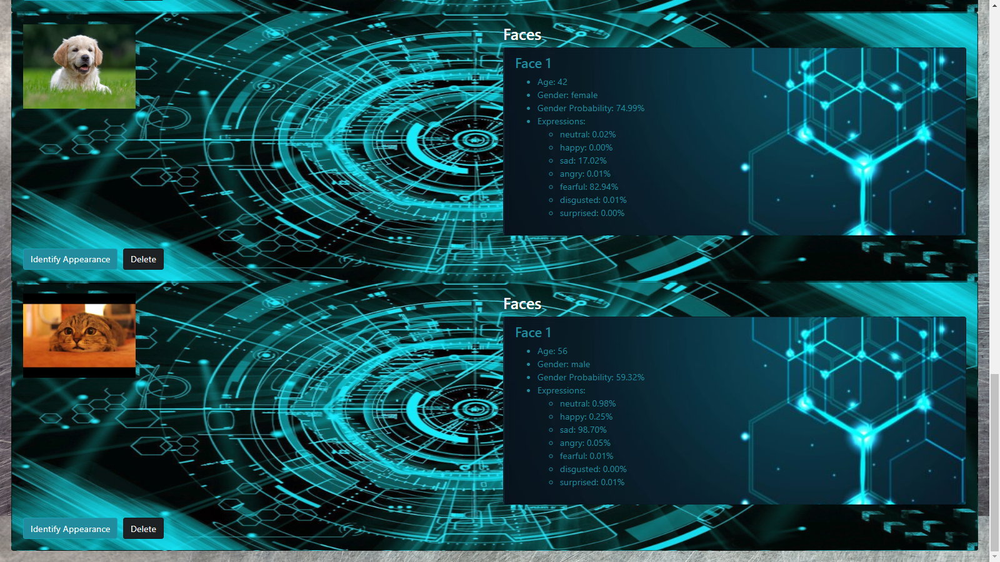 Faces
Face 1
Age: 42
Gender: female
Gender Probability: 74.99%
Expressions:
neutral: 0.02%
happy: 0.00%
sad: 17.02%
angry: 0.01%
fearful: 82.94%
disgusted: 0.01%
surprised: 0.00%
Identify Appearance Delete
Faces
Face 1
Age: 56
Gender: male
Gender Probability: 59.32%
Expressions:
neutral: 0.98%
happy: 0.25%
sad: 98.70%
angry: 0.05%
fearful: 0.01%
disgusted: 0.00%
surprised: 0.01%
Identify Appearance Delete